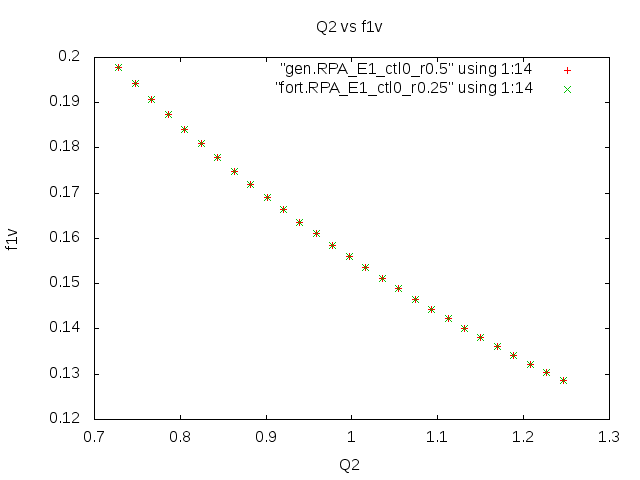 Q2 vs f1v
"gen.RPA_E1_ctl0_r0.5" using 1:14
"fort.RPA_E1_ctl0_r0.25" using 1:14
0.2
0.19
0.18
0.17
0.16
0.15
0.14
0.13
0.12
f1v
0.7 0.8 0.9 1 1.1 1.2 1.3
Q2